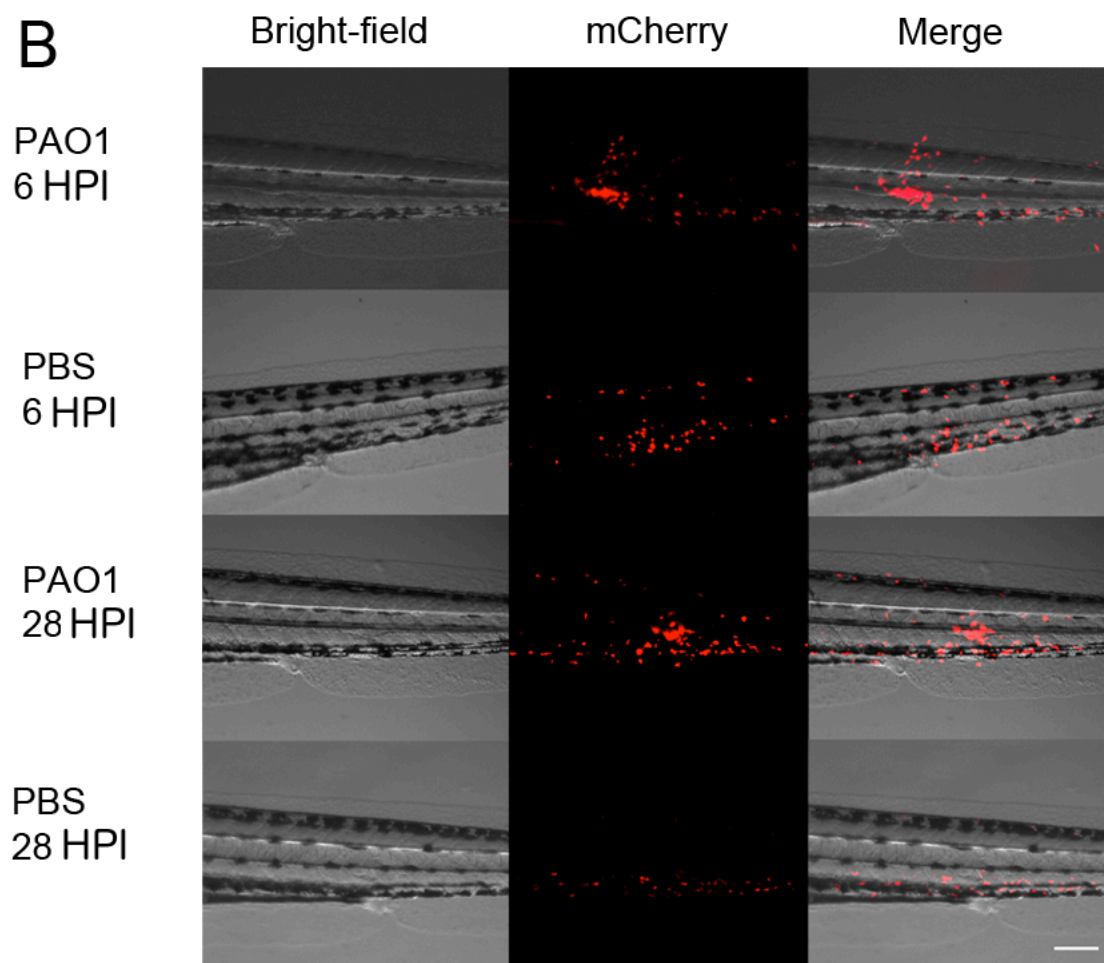 B
Bright-field mCherry Merge
PAO1
6 HPI
PBS
6 HPI
PAO1
28 HPI
PBS
28 HPI